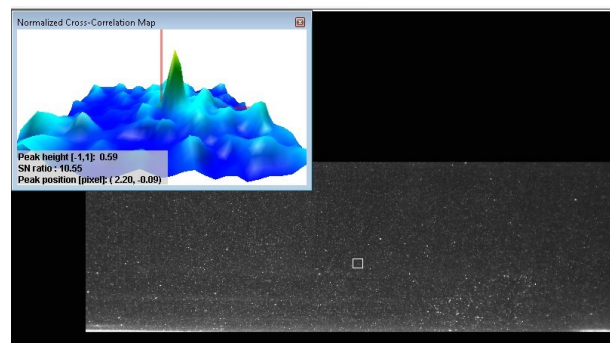 Normalized Cross-Correlation Map
Peak height [-1,1]: 0.59
SN ratio : 10.55
Peak position [pixel]: ( 2.20, -0.09)